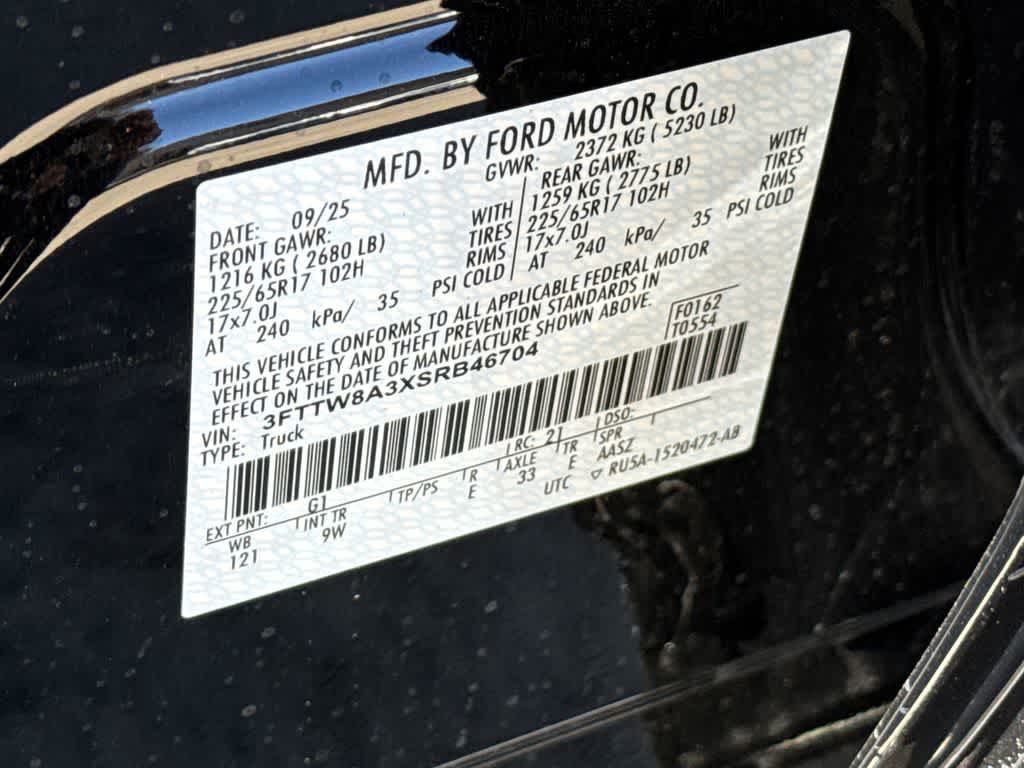 MFD. BY FORD MOTOR CO.
DATE: 09/25 GVWR: 2372 KG ( 5230 LB)
FRONT GAWR: REAR GAWR:
1216 KG ( 2680 LB) WITH 1259 KG ( 2775 LB) WITH
225/65R17 102H TIRES 225/65R17 102H TIRES
17x7.0J RIMS 17x7.0J RIMS
AT 240 kPa/ 35 PSI COLD AT 240 kPa/ 35 PSI COLD
THIS VEHICLE CONFORMS TO ALL APPLICABLE FEDERAL MOTOR
VEHICLE SAFETY AND THEFT PREVENTION STANDARDS IN
EFFECT ON THE DATE OF MANUFACTURE SHOWN ABOVE.
VIN: 3FTTW8A3XSRB46704 F0162
TYPE: Truck T0554
EXT PNT: G1 RC: 21 DSO:
WB INT TR TP/PS R AXLE TR SPR
121 9W E 33 E AASZ
UTC ▽ RU5A-1520472-AB